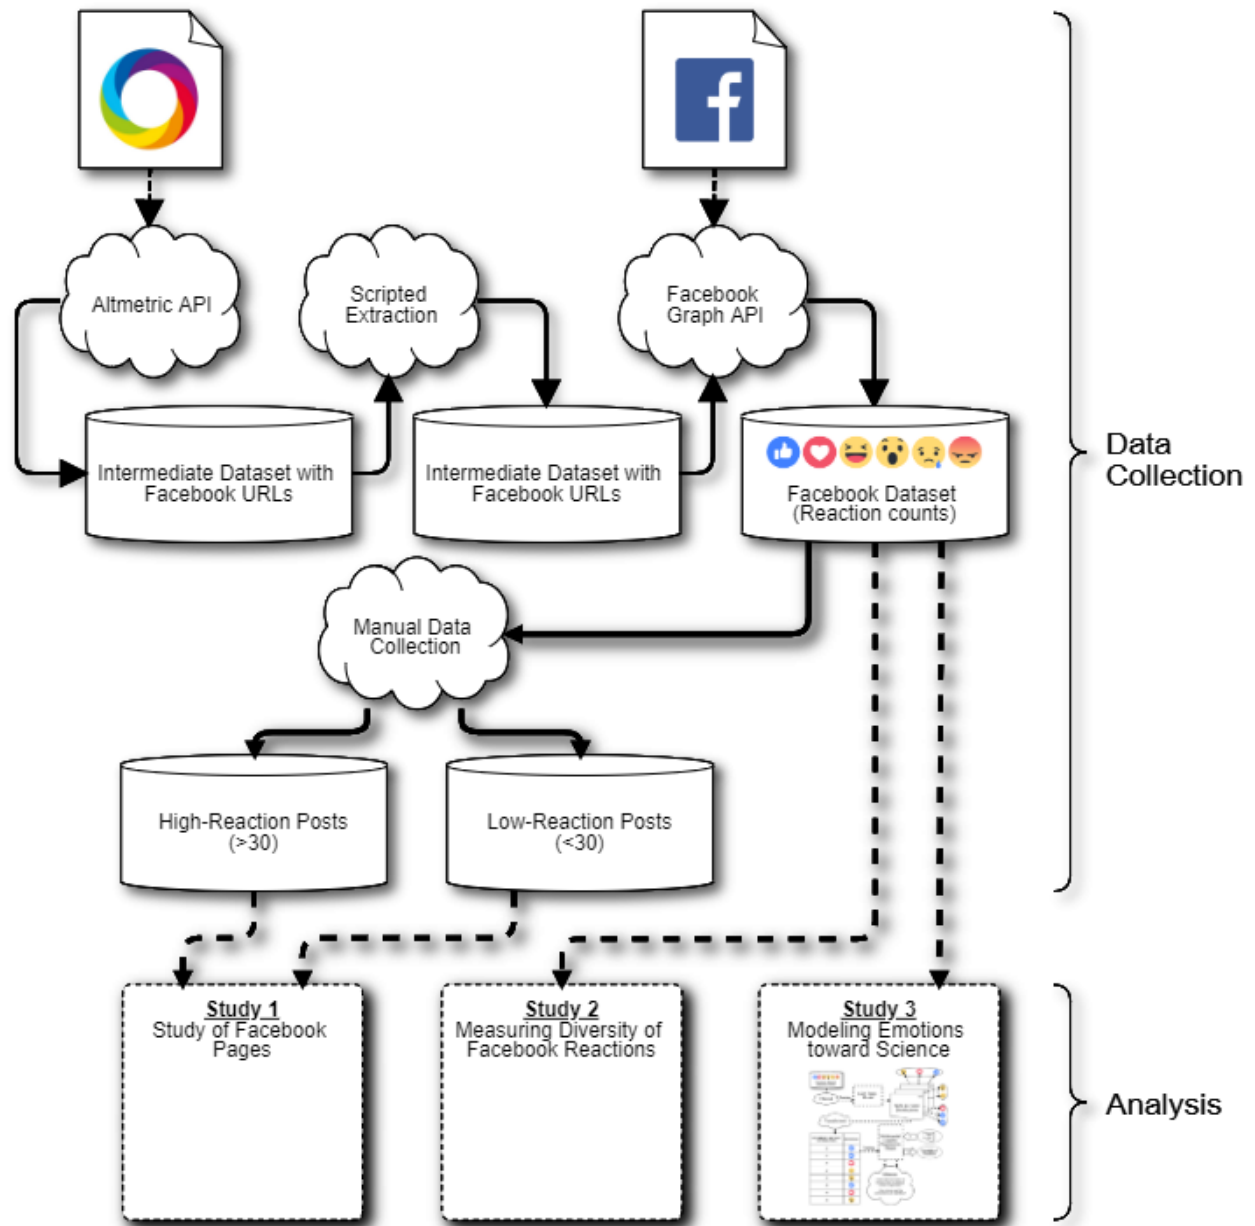 Altmetric API
Scripted
Extraction
Facebook
Graph API
Intermediate Dataset with
Facebook URLs
Intermediate Dataset with
Facebook URLs
Facebook Dataset
(Reaction counts)
Data
Collection
Manual Data
Collection
High-Reaction Posts
(>30)
Low-Reaction Posts
(<30)
Study 1
Study of Facebook
Pages
Study 2
Measuring Diversity of
Facebook Reactions
Study 3
Modeling Emotions
toward Science
Analysis